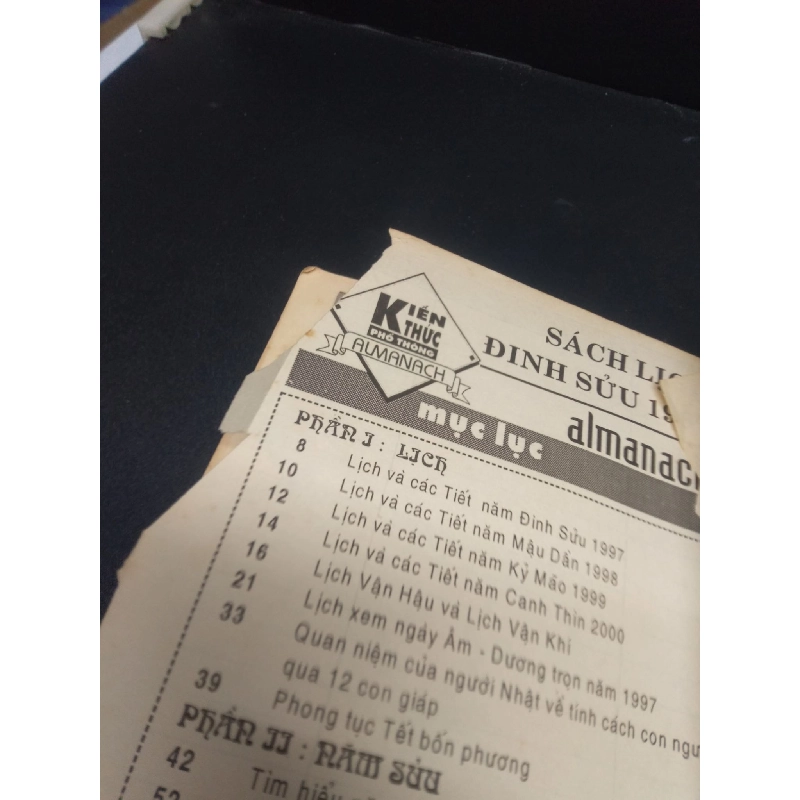 KIẾN
THỨC
PHỔ THÔNG
ALMANACH
SÁCH
ĐINH SỬU
mục lục
almanach
PHẦN I : LỊCH
8 Lịch và các Tiết năm Đinh Sửu 1997
10 Lịch và các Tiết năm Mậu Dần 1998
12 Lịch và các Tiết năm Kỷ Mão 1999
14 Lịch và các Tiết năm Canh Thìn 2000
16 Lịch Vận Hậu và Lịch Vận Khí
21 Lịch xem ngày Âm - Dương trọn năm 1997
33 Quan niệm của người Nhật về tính cách con
qua 12 con giáp
39 Phong tục Tết bốn phương
PHẦN II : NĂM SỬU
42 Tìm hiểu
52